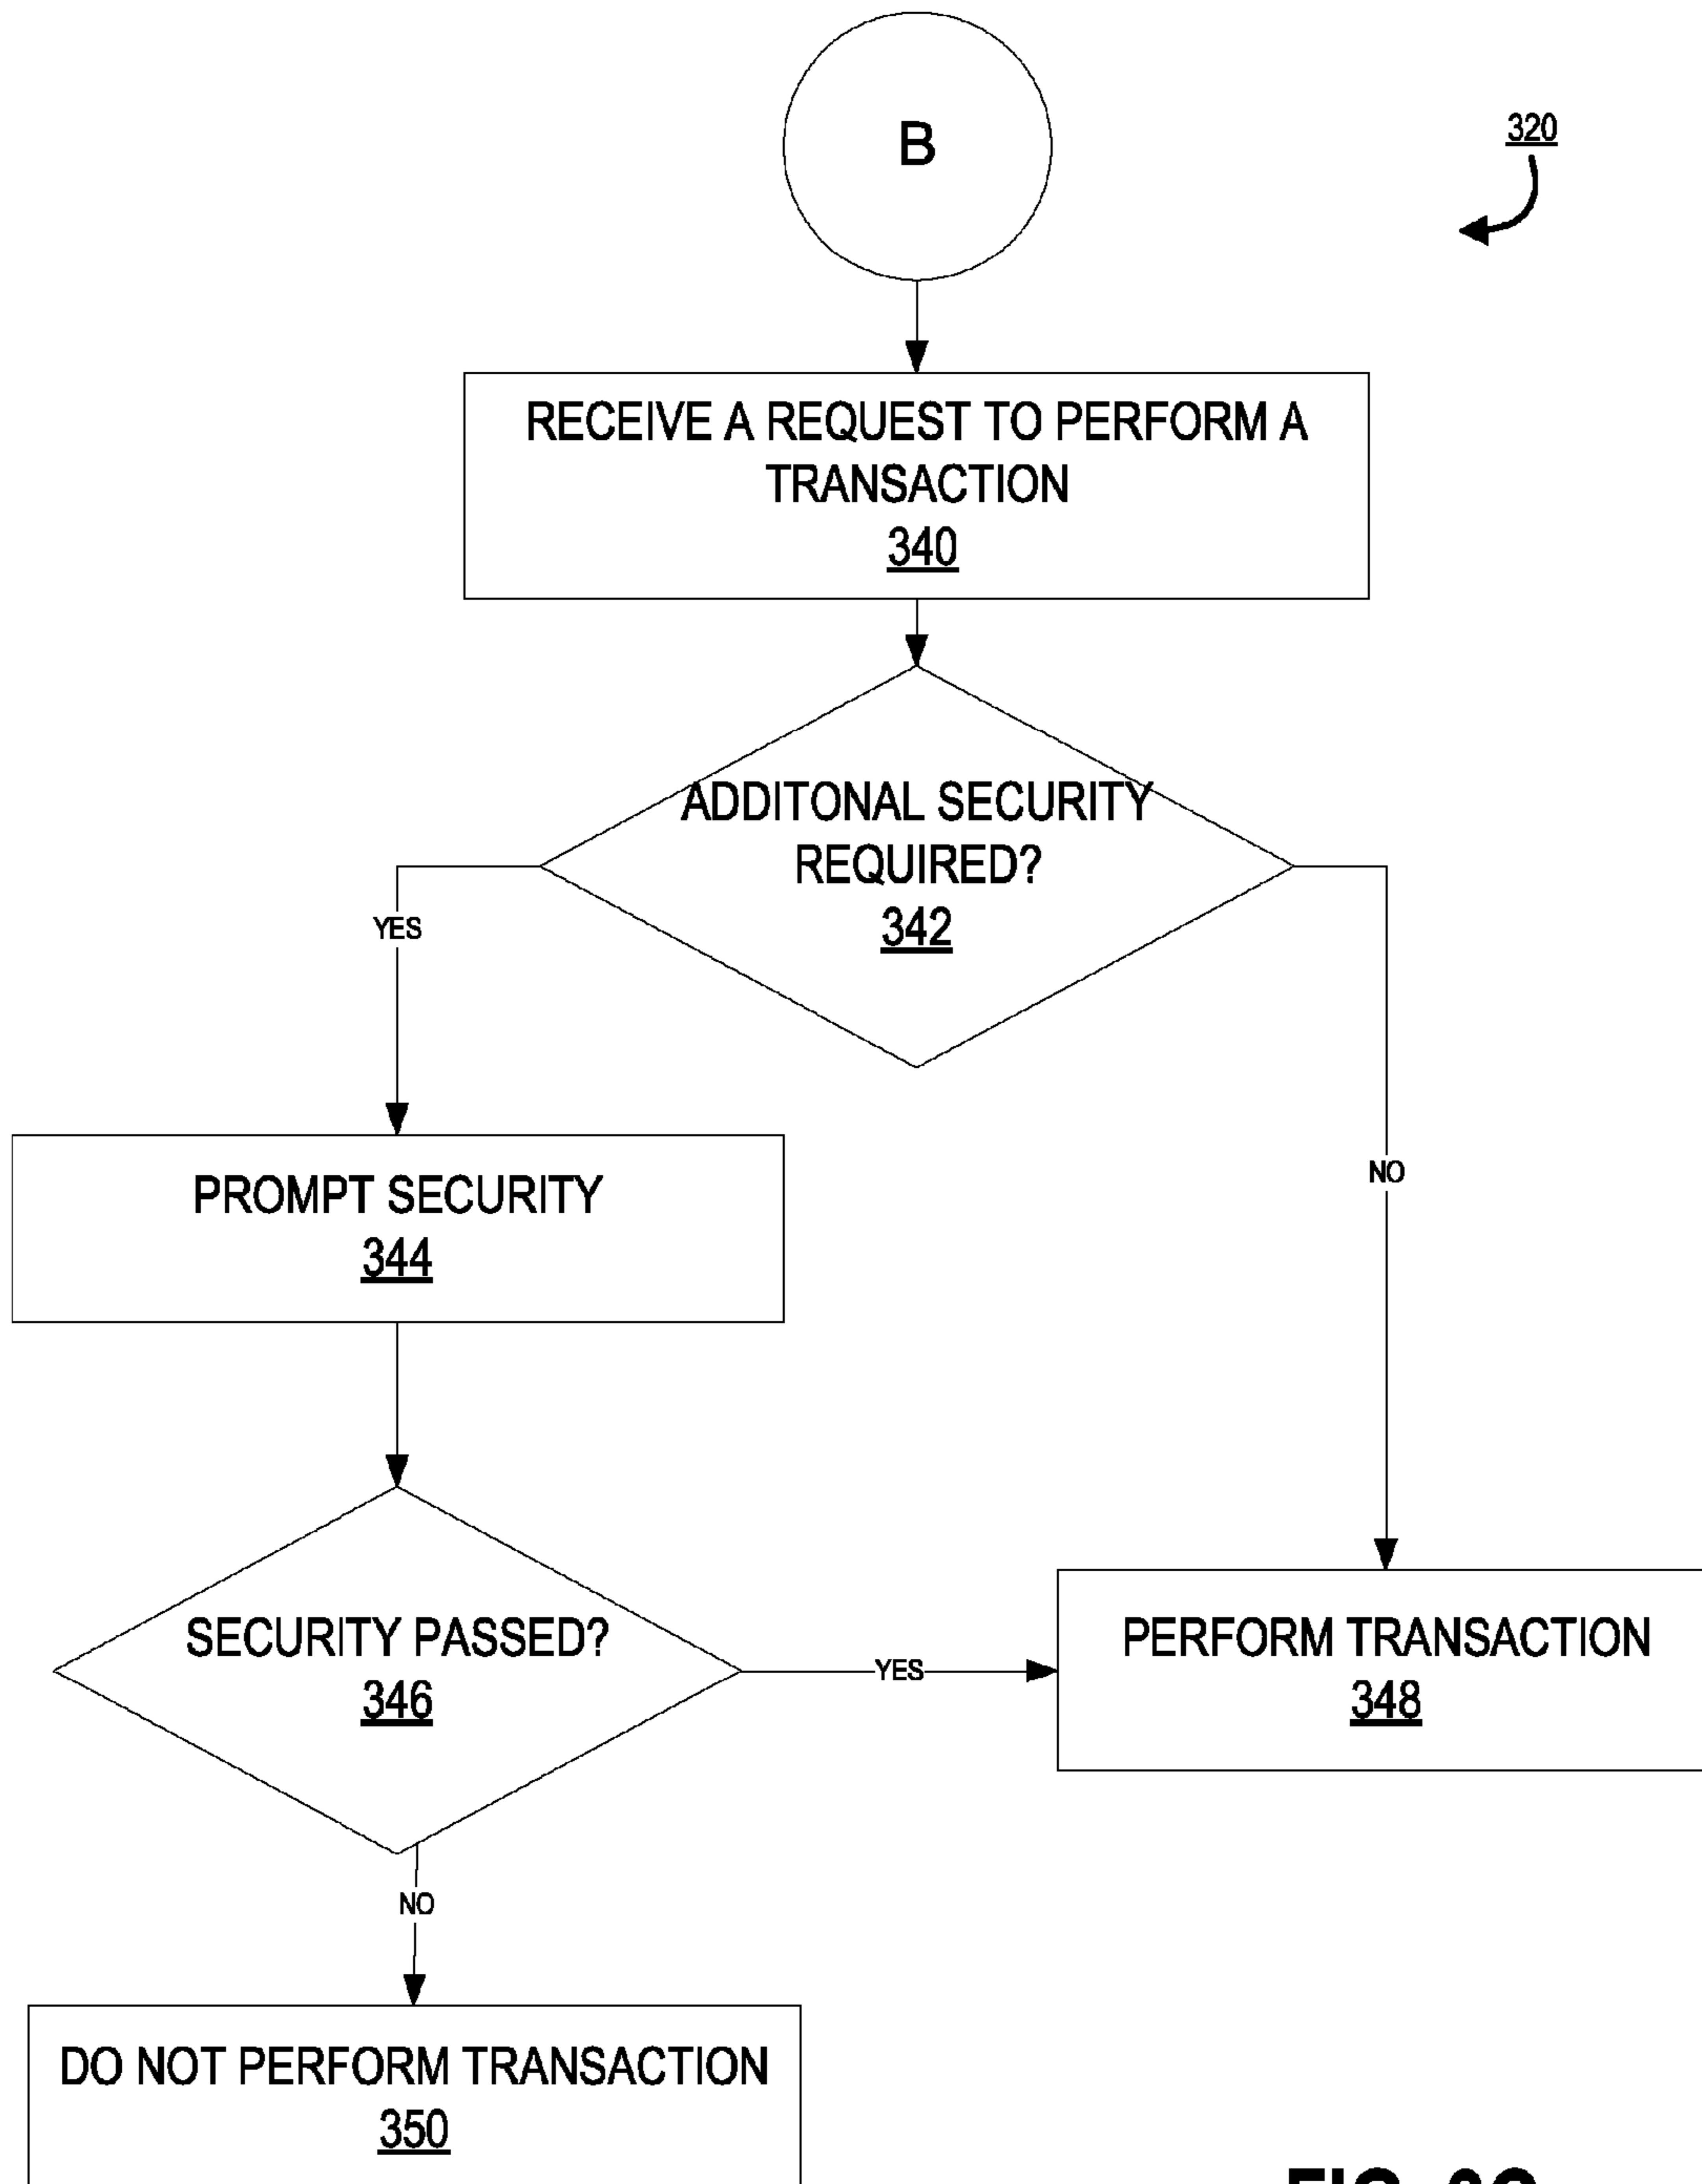 B
320
RECEIVE A REQUEST TO PERFORM A
TRANSACTION
340
ADDITONAL SECURITY
REQUIRED?
342
YES
NO
PROMPT SECURITY
344
SECURITY PASSED?
346
YES
PERFORM TRANSACTION
348
NO
DO NOT PERFORM TRANSACTION
350